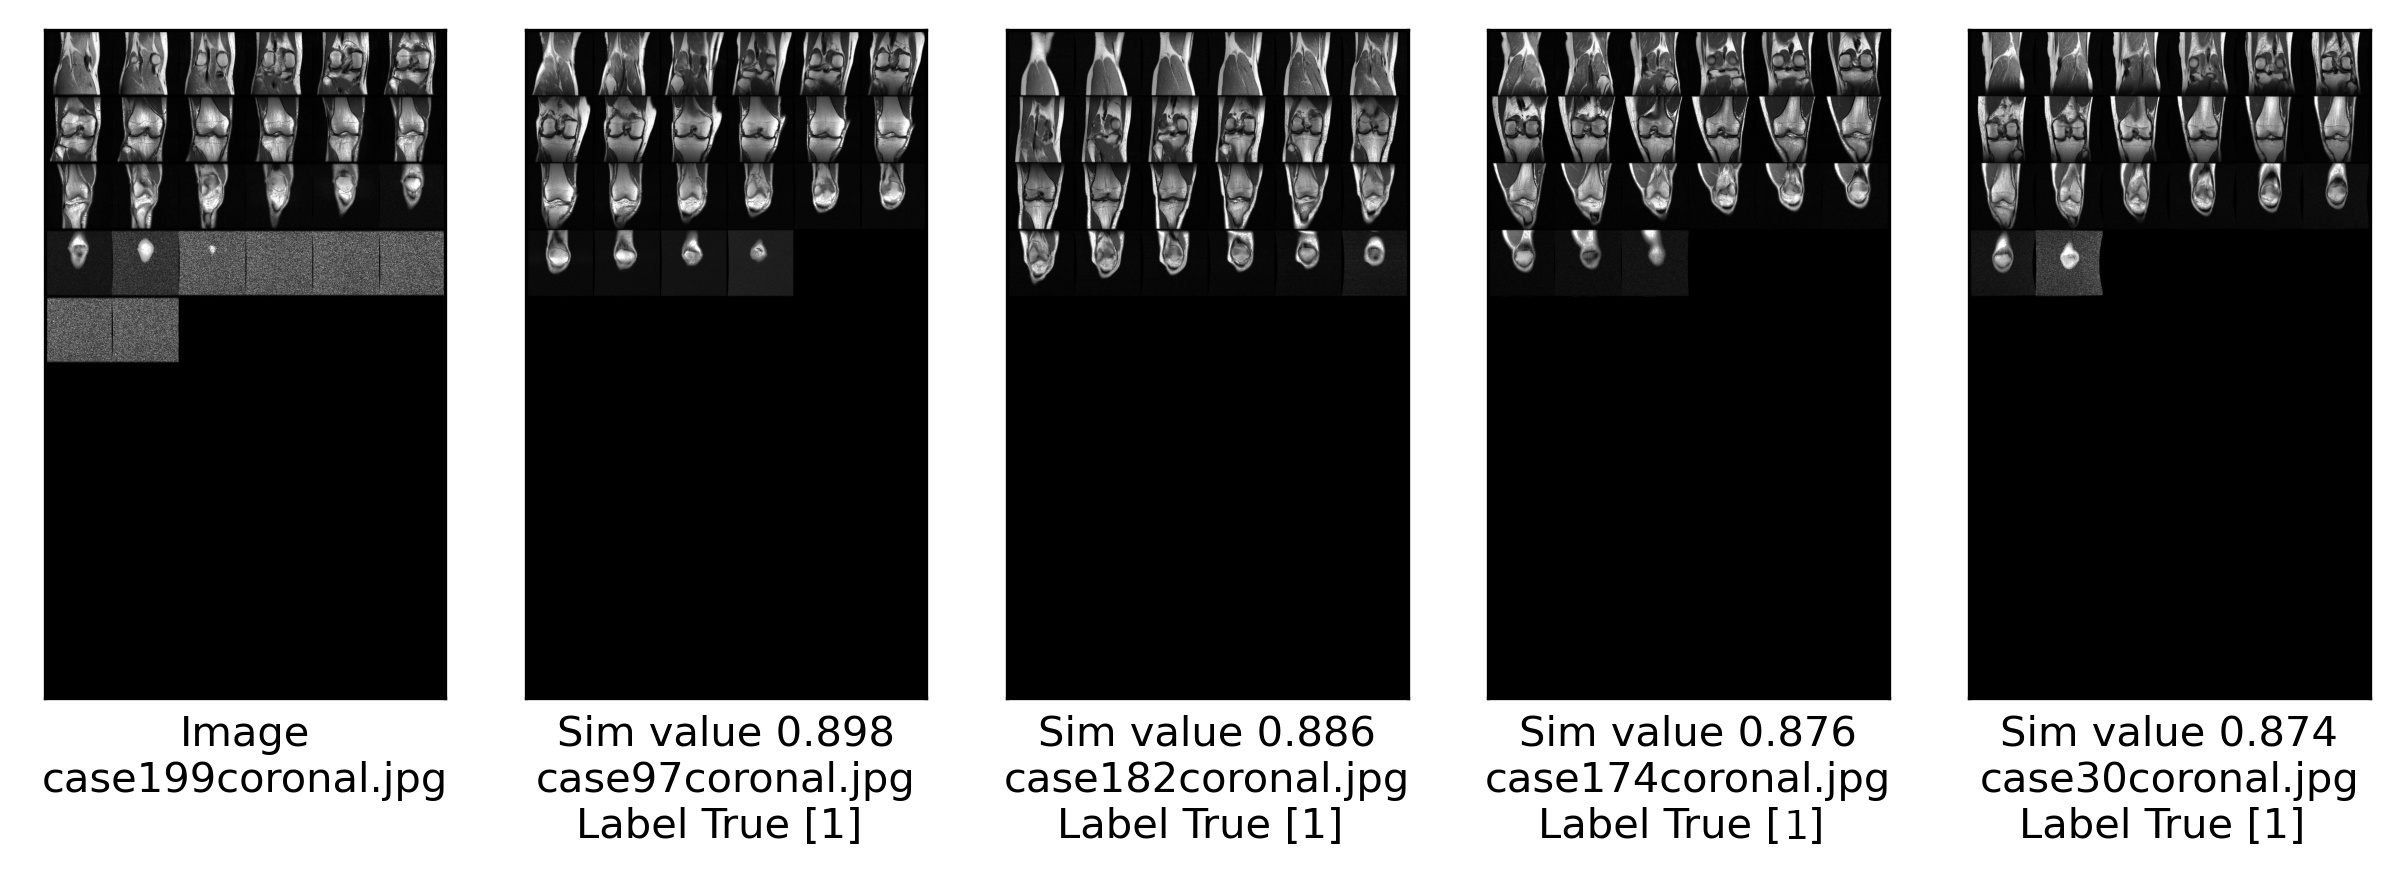 Image
case199coronal.jpg
Sim value 0.898
case97coronal.jpg
Label True [1]
Sim value 0.886
case182coronal.jpg
Label True [1]
Sim value 0.876
case174coronal.jpg
Label True [1]
Sim value 0.874
case30coronal.jpg
Label True [1]